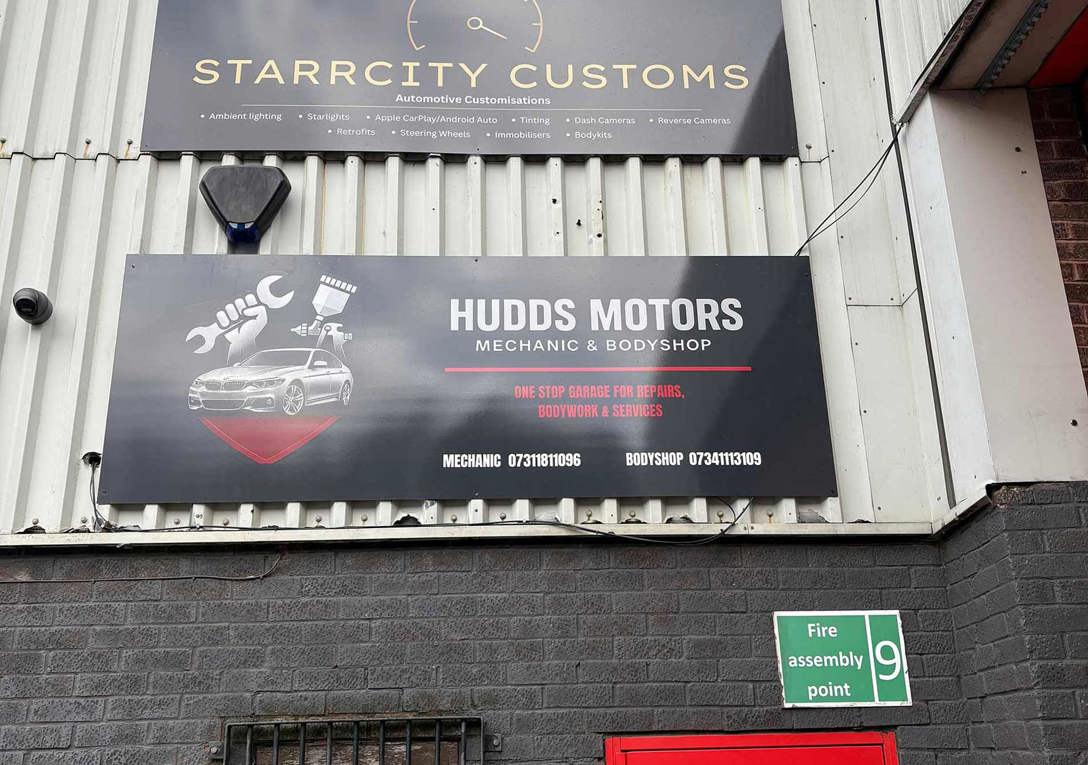 STARRCITY CUSTOMS
Automotive Customisations
• Ambient lighting • Starlights • Apple CarPlay/Android Auto • Tinting • Dash Cameras • Reverse Cameras
• Retrofits • Steering Wheels • Immobilisers • Bodykits
HUDDS MOTORS
MECHANIC & BODYSHOP
ONE STOP GARAGE FOR REPAIRS,
BODYWORK & SERVICES
MECHANIC 07311811096 BODYSHOP 07341113109
Fire
assembly
point
9